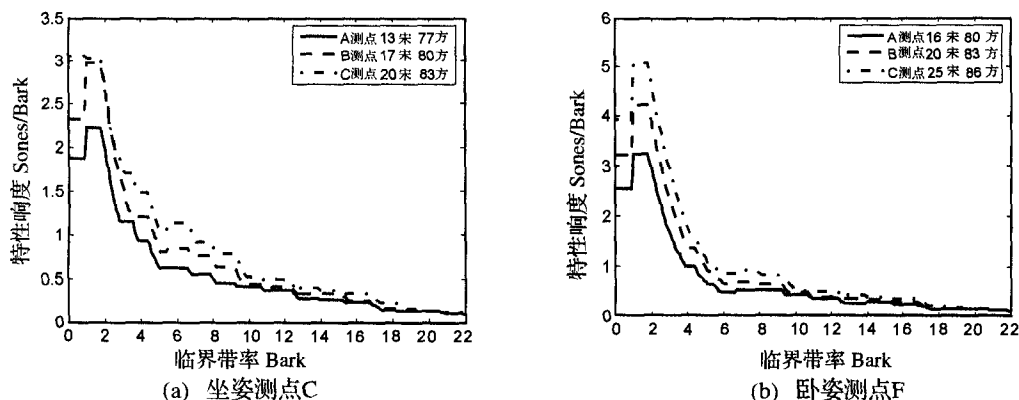 3.5
3
2.5
2
1.5
1
0.5
0
0 2 4 6 8 10 12 14 16 18 20 22
特性响度 Sones/Bark
临界带率 Bark
A测点 13 宋 77方
B测点 17 宋 80方
C测点 20 宋 83方
(a) 坐姿测点C
6
5
4
3
2
1
0
0 2 4 6 8 10 12 14 16 18 20 22
特性响度 Sones/Bark
临界带率 Bark
A测点16 宋 80方
B测点20 宋 83方
C测点25 宋 86方
(b) 卧姿测点F